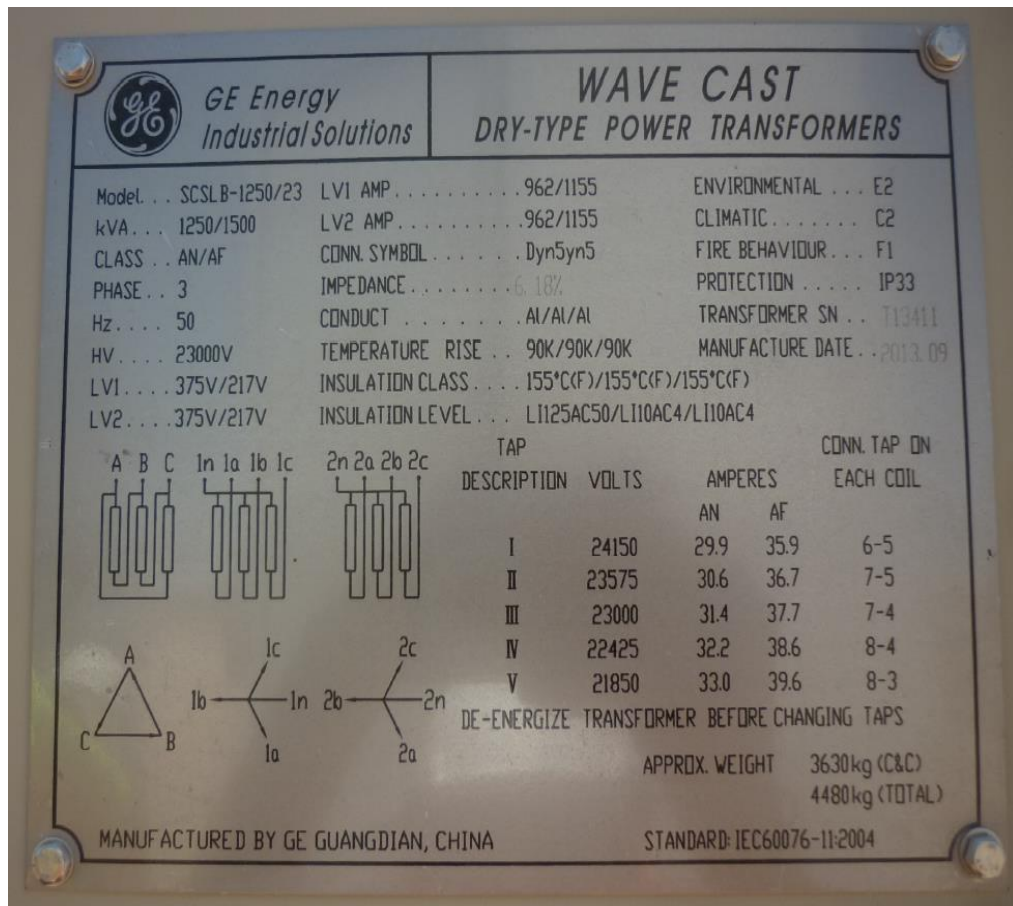 GE
GE Energy
Industrial Solutions
WAVE CAST
DRY-TYPE POWER TRANSFORMERS
Model. . . SCSLB-1250/23
kVA. . . 1250/1500
CLASS . . AN/AF
PHASE . . 3
Hz. . . . 50
HV. . . . 23000V
LV1 . . . . 375V/217V
LV2 . . . . 375V/217V
LV1 AMP. . . . . . . . . . 962/1155
LV2 AMP. . . . . . . . . . 962/1155
CONN. SYMBOL . . . . . . Dyn5yn5
IMPEDANCE . . . . . . . . 6.18%
CONDUCT . . . . . . . . Al/Al/Al
TEMPERATURE RISE . . 90K/90K/90K
INSULATION CLASS . . . . 155°C(F)/155°C(F)/155°C(F)
INSULATION LEVEL . . . LI125AC50/LI10AC4/LI10AC4
ENVIRONMENTAL . . . E2
CLIMATIC. . . . . . . C2
FIRE BEHAVIOUR. . . F1
PROTECTION . . . . . IP33
TRANSFORMER SN . . T13411
MANUFACTURE DATE . . 2013.09
A B C 1n 1a 1b 1c 2n 2a 2b 2c
TAP
DESCRIPTION VOLTS AMPERES
CONN. TAP ON
EACH COIL
AN AF
I 24150 29.9 35.9 6-5
II 23575 30.6 36.7 7-5
III 23000 31.4 37.7 7-4
IV 22425 32.2 38.6 8-4
V 21850 33.0 39.6 8-3
A
C B
1c
1b 1n
1a
2c
2b 2n
2a
DE-ENERGIZE TRANSFORMER BEFORE CHANGING TAPS
APPROX. WEIGHT 3630kg (C&C)
4480kg (TOTAL)
MANUFACTURED BY GE GUANGDIAN, CHINA
STANDARD: IEC60076-11:2004